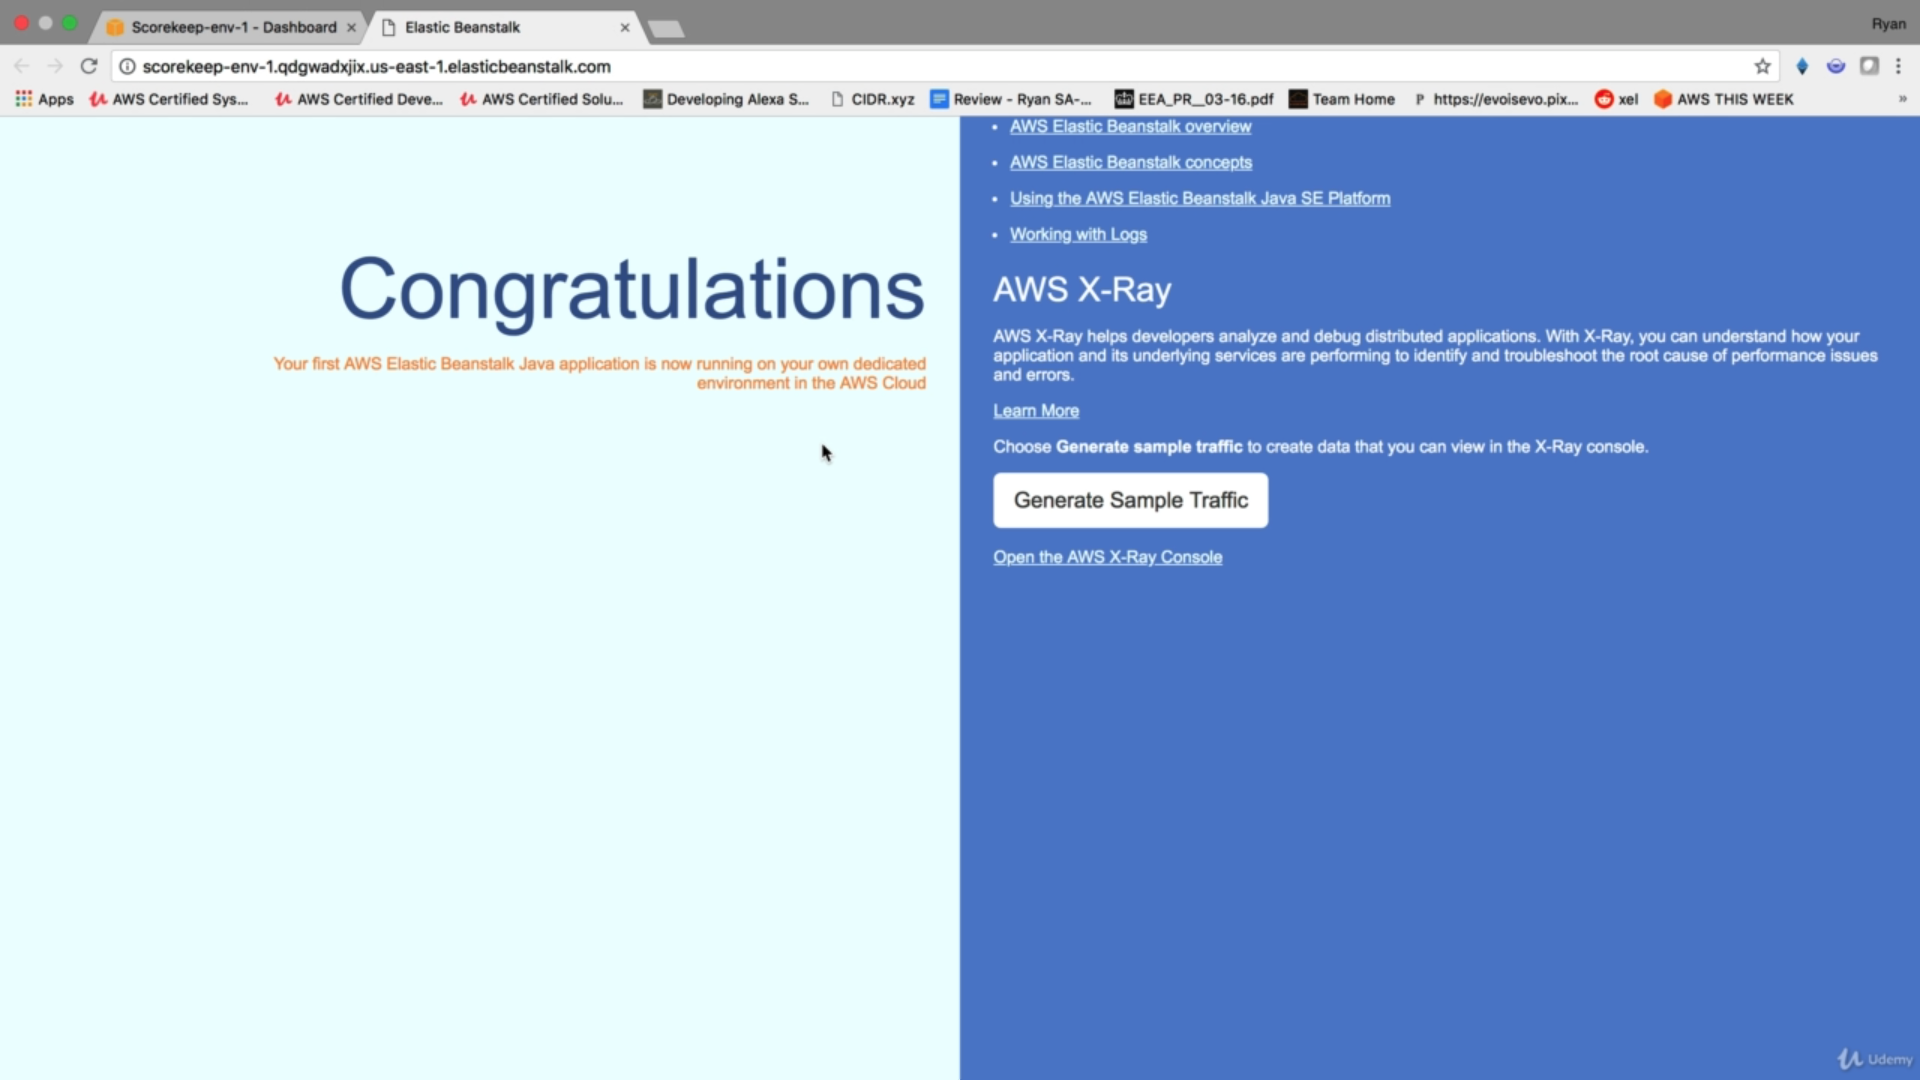 Scorekeep-env-1 - Dashboard
Elastic Beanstalk
Ryan
scorekeep-env-1.qdgwadxjix.us-east-1.elasticbeanstalk.com
Apps
AWS Certified Sys...
AWS Certified Deve...
AWS Certified Solu...
Developing Alexa S...
CIDR.xyz
Review - Ryan SA-...
EEA_PR__03-16.pdf
Team Home
https://evoisevo.pix...
xel
AWS THIS WEEK
Congratulations
Your first AWS Elastic Beanstalk Java application is now running on your own dedicated
environment in the AWS Cloud
• AWS Elastic Beanstalk overview
• AWS Elastic Beanstalk concepts
• Using the AWS Elastic Beanstalk Java SE Platform
• Working with Logs
AWS X-Ray
AWS X-Ray helps developers analyze and debug distributed applications. With X-Ray, you can understand how your
application and its underlying services are performing to identify and troubleshoot the root cause of performance issues
and errors.
Learn More
Choose Generate sample traffic to create data that you can view in the X-Ray console.
Generate Sample Traffic
Open the AWS X-Ray Console
Udemy